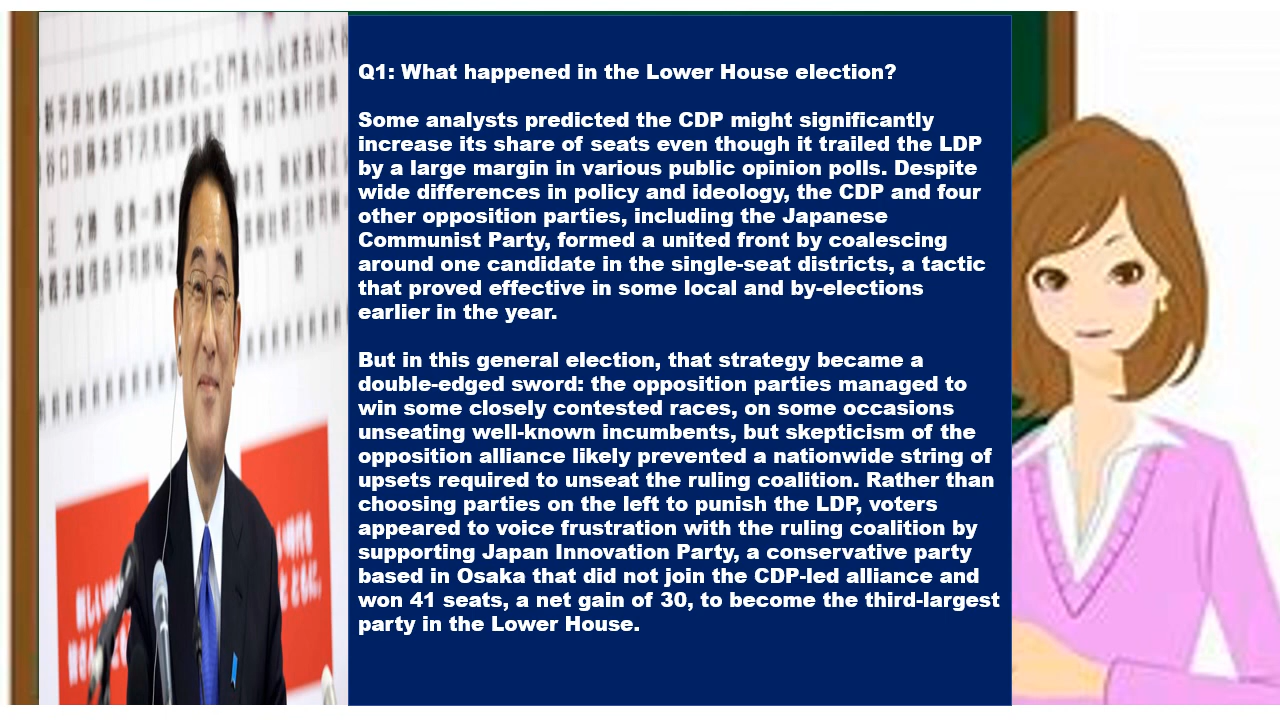 Q1: What happened in the Lower House election?
Some analysts predicted the CDP might significantly
increase its share of seats even though it trailed the LDP
by a large margin in various public opinion polls. Despite
wide differences in policy and ideology, the CDP and four
other opposition parties, including the Japanese
Communist Party, formed a united front by coalescing
around one candidate in the single-seat districts, a tactic
that proved effective in some local and by-elections
earlier in the year.
But in this general election, that strategy became a
double-edged sword: the opposition parties managed to
win some closely contested races, on some occasions
unseating well-known incumbents, but skepticism of the
opposition alliance likely prevented a nationwide string of
upsets required to unseat the ruling coalition. Rather than
choosing parties on the left to punish the LDP, voters
appeared to voice frustration with the ruling coalition by
supporting Japan Innovation Party, a conservative party
based in Osaka that did not join the CDP-led alliance and
won 41 seats, a net gain of 30, to become the third-largest
party in the Lower House.